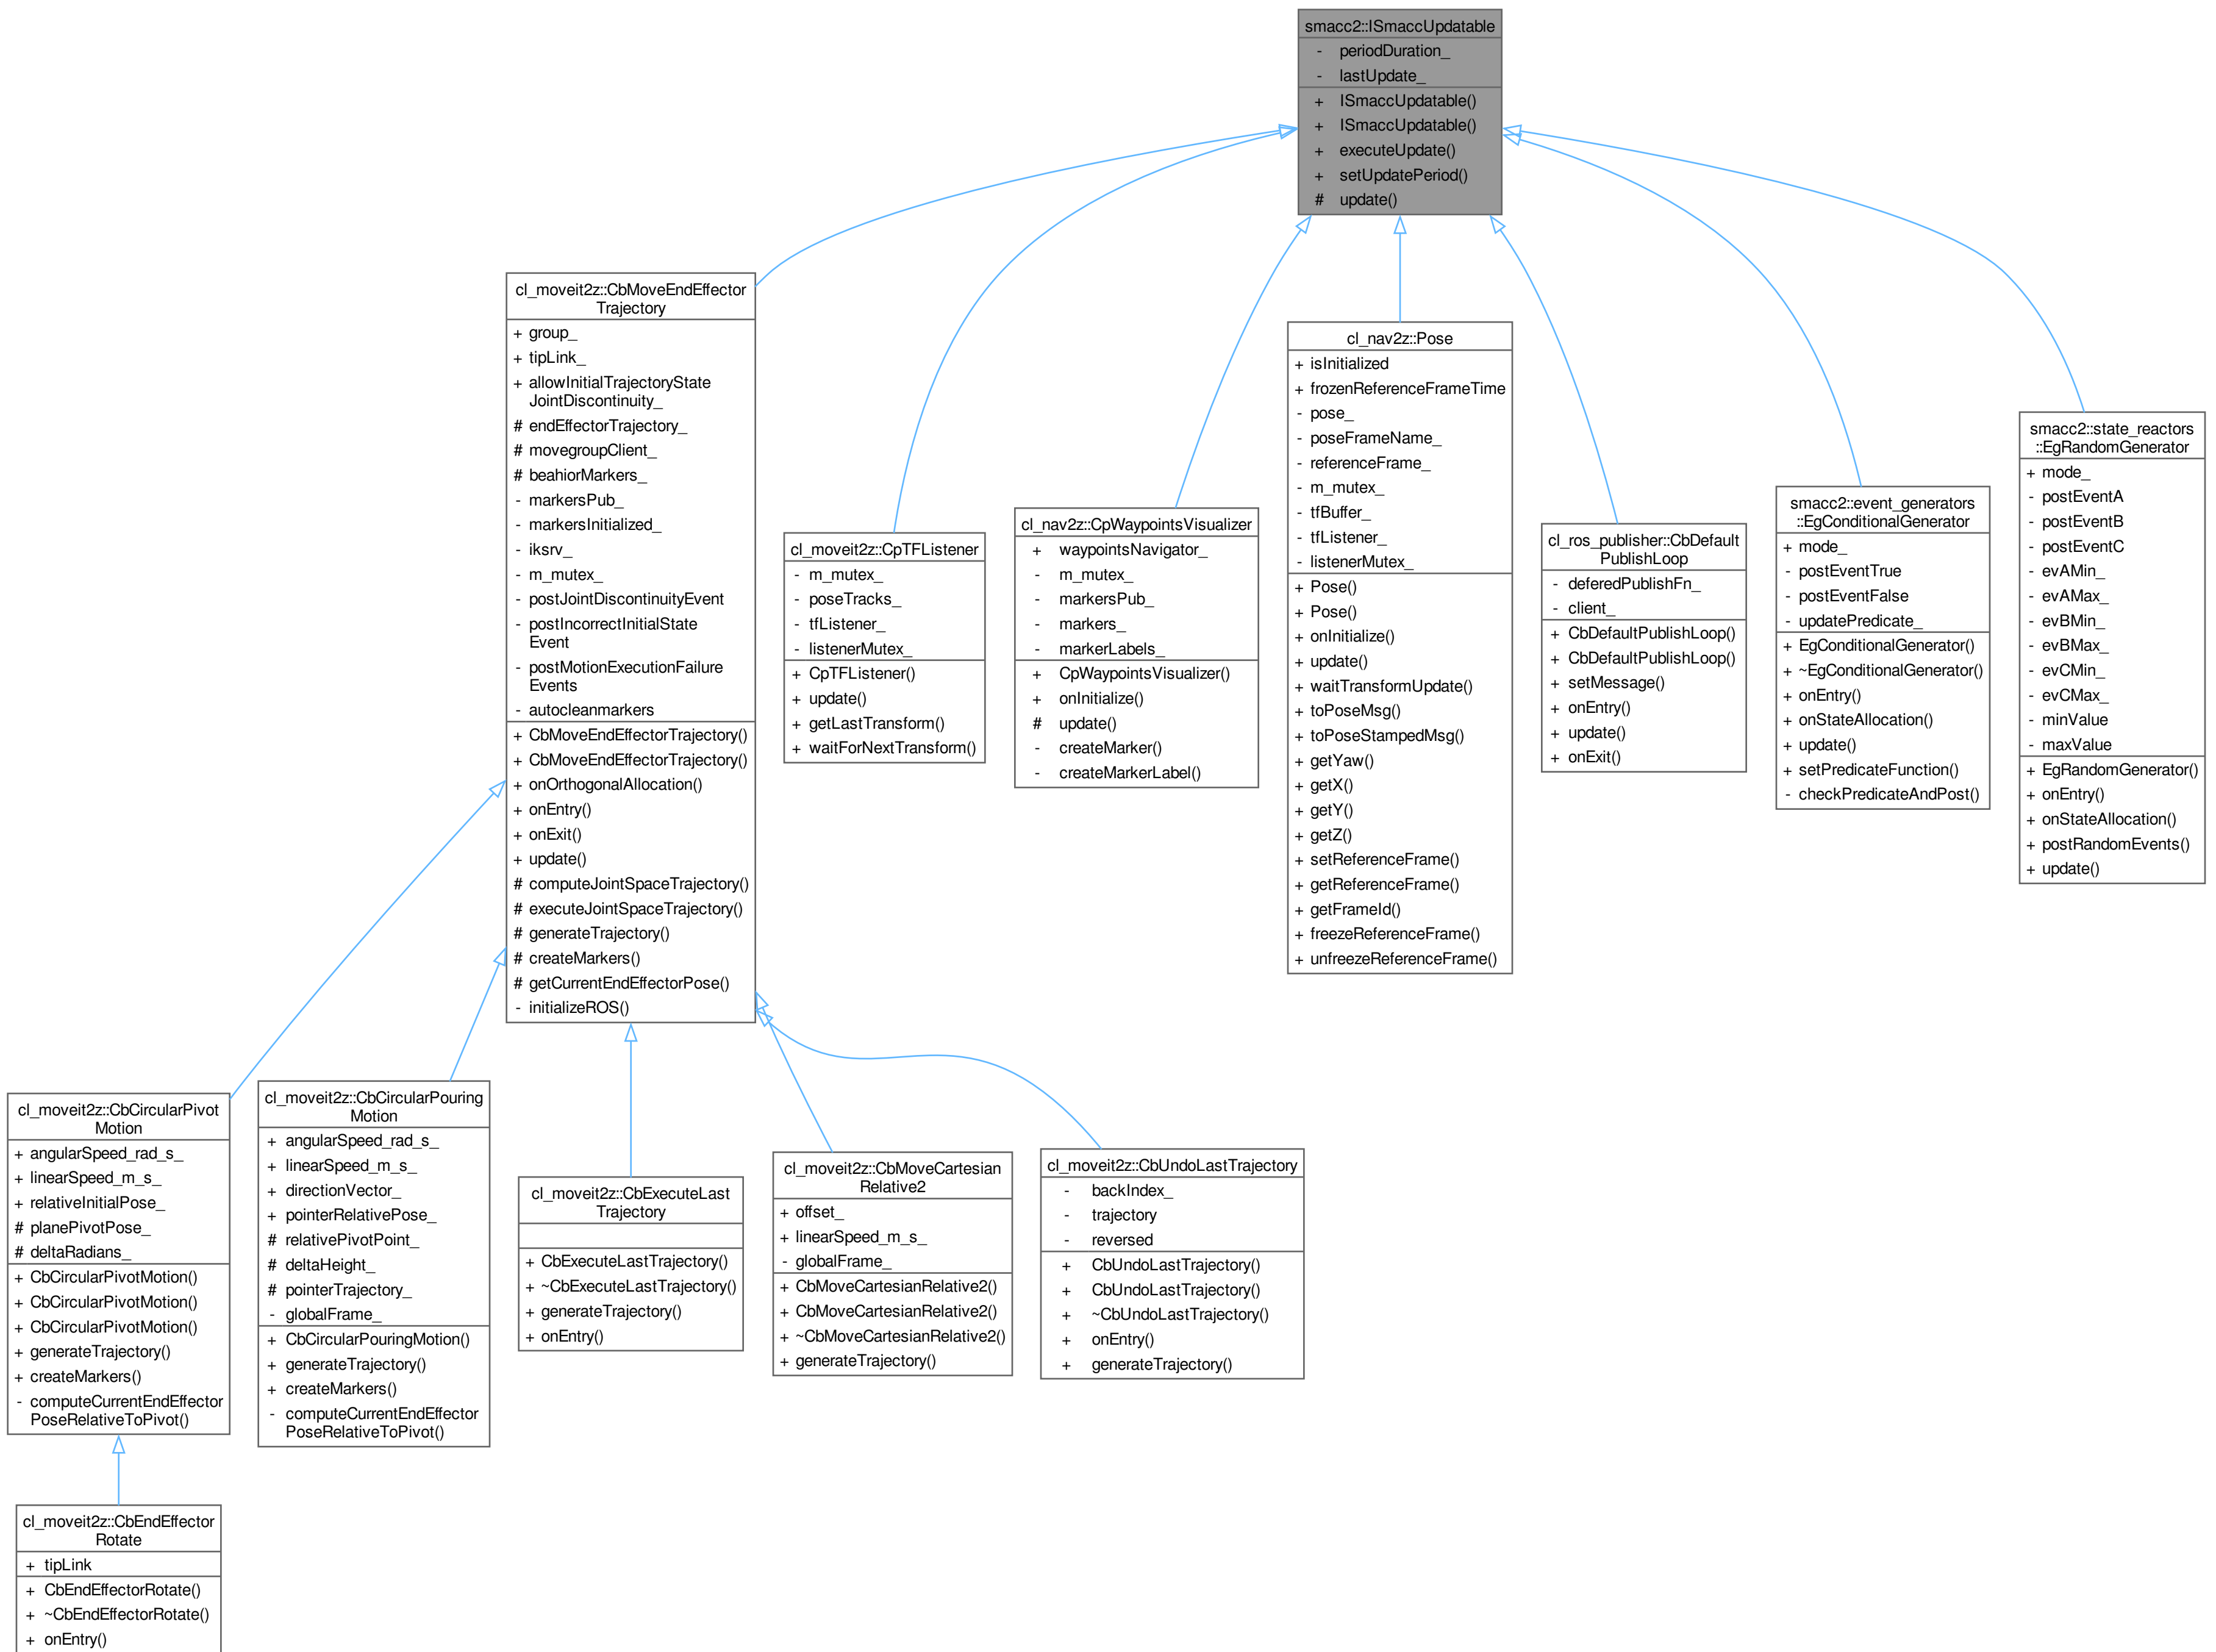 smacc2::ISmaccUpdatable
- periodDuration_
- lastUpdate_
+ ISmaccUpdatable()
+ ISmaccUpdatable()
+ executeUpdate()
+ setUpdatePeriod()
# update()
cl_moveit2z::CbMoveEndEffector
Trajectory
+ group_
+ tipLink_
+ allowInitialTrajectoryState
JointDiscontinuity_
# endEffectorTrajectory_
# movegroupClient_
# beahiorMarkers_
- markersPub_
- markersInitialized_
- iksrv_
- m_mutex_
- postJointDiscontinuityEvent
- postIncorrectInitialState
Event
- postMotionExecutionFailure
Events
- autocleanmarkers
+ CbMoveEndEffectorTrajectory()
+ CbMoveEndEffectorTrajectory()
+ onOrthogonalAllocation()
+ onEntry()
+ onExit()
+ update()
# computeJointSpaceTrajectory()
# executeJointSpaceTrajectory()
# generateTrajectory()
# createMarkers()
# getCurrentEndEffectorPose()
- initializeROS()
cl_moveit2z::CpTFListener
- m_mutex_
- poseTracks_
- tfListener_
- listenerMutex_
+ CpTFListener()
+ update()
+ getLastTransform()
+ waitForNextTransform()
cl_nav2z::CpWaypointsVisualizer
+ waypointsNavigator_
- m_mutex_
- markersPub_
- markers_
- markerLabels_
+ CpWaypointsVisualizer()
+ onInitialize()
# update()
- createMarker()
- createMarkerLabel()
cl_nav2z::Pose
+ isInitialized
+ frozenReferenceFrameTime
- pose_
- poseFrameName_
- referenceFrame_
- m_mutex_
- tfBuffer_
- tfListener_
- listenerMutex_
+ Pose()
+ Pose()
+ onInitialize()
+ update()
+ waitTransformUpdate()
+ toPoseMsg()
+ toPoseStampedMsg()
+ getYaw()
+ getX()
+ getY()
+ getZ()
+ setReferenceFrame()
+ getReferenceFrame()
+ getFrameId()
+ freezeReferenceFrame()
+ unfreezeReferenceFrame()
cl_ros_publisher::CbDefault
PublishLoop
- deferedPublishFn_
- client_
+ CbDefaultPublishLoop()
+ CbDefaultPublishLoop()
+ setMessage()
+ onEntry()
+ update()
+ onExit()
smacc2::event_generators
::EgConditionalGenerator
+ mode_
- postEventTrue
- postEventFalse
- updatePredicate_
+ EgConditionalGenerator()
+ ~EgConditionalGenerator()
+ onEntry()
+ onStateAllocation()
+ update()
+ setPredicateFunction()
- checkPredicateAndPost()
smacc2::state_reactors
::EgRandomGenerator
+ mode_
- postEventA
- postEventB
- postEventC
- evAMin_
- evAMax_
- evBMin_
- evBMax_
- evCMin_
- evCMax_
- minValue
- maxValue
+ EgRandomGenerator()
+ onEntry()
+ onStateAllocation()
+ postRandomEvents()
+ update()
cl_moveit2z::CbCircularPivot
Motion
+ angularSpeed_rad_s_
+ linearSpeed_m_s_
+ relativeInitialPose_
# planePivotPose_
# deltaRadians_
+ CbCircularPivotMotion()
+ CbCircularPivotMotion()
+ CbCircularPivotMotion()
+ generateTrajectory()
+ createMarkers()
- computeCurrentEndEffector
PoseRelativeToPivot()
cl_moveit2z::CbCircularPouring
Motion
+ angularSpeed_rad_s_
+ linearSpeed_m_s_
+ directionVector_
+ pointerRelativePose_
# relativePivotPoint_
# deltaHeight_
# pointerTrajectory_
- globalFrame_
+ CbCircularPouringMotion()
+ generateTrajectory()
+ createMarkers()
- computeCurrentEndEffector
PoseRelativeToPivot()
cl_moveit2z::CbExecuteLast
Trajectory
+ CbExecuteLastTrajectory()
+ ~CbExecuteLastTrajectory()
+ generateTrajectory()
+ onEntry()
cl_moveit2z::CbMoveCartesian
Relative2
+ offset_
+ linearSpeed_m_s_
- globalFrame_
+ CbMoveCartesianRelative2()
+ CbMoveCartesianRelative2()
+ ~CbMoveCartesianRelative2()
+ generateTrajectory()
cl_moveit2z::CbUndoLastTrajectory
- backIndex_
- trajectory
- reversed
+ CbUndoLastTrajectory()
+ CbUndoLastTrajectory()
+ ~CbUndoLastTrajectory()
+ onEntry()
+ generateTrajectory()
cl_moveit2z::CbEndEffector
Rotate
+ tipLink
+ CbEndEffectorRotate()
+ ~CbEndEffectorRotate()
+ onEntry()